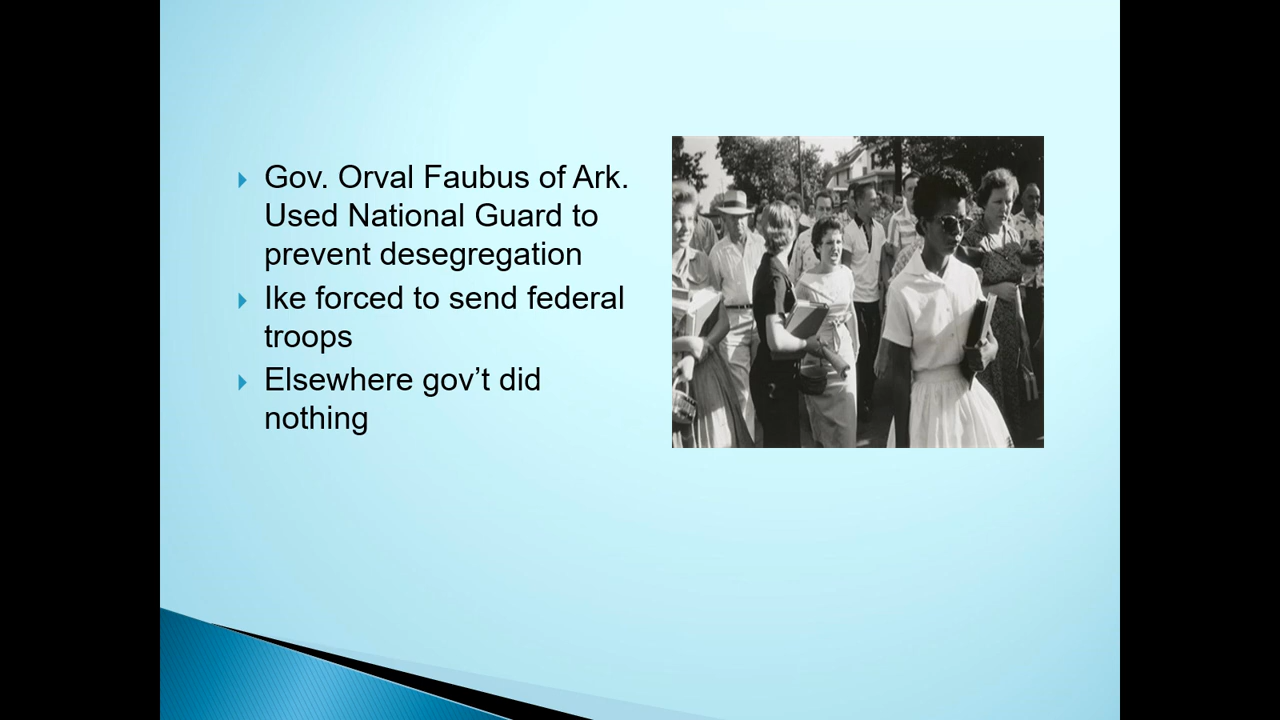 Gov. Orval Faubus of Ark.
Used National Guard to
prevent desegregation
Ike forced to send federal
troops
Elsewhere gov’t did
nothing